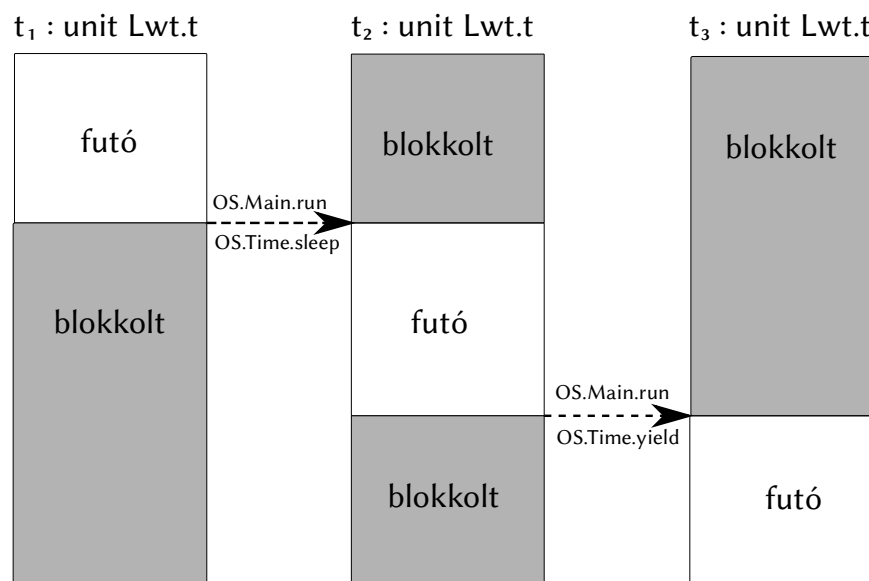 t₁ : unit Lwt.t
t₂ : unit Lwt.t
t₃ : unit Lwt.t
futó
blokkolt
blokkolt
OS.Main.run
OS.Time.sleep
blokkolt
futó
OS.Main.run
OS.Time.yield
blokkolt
futó